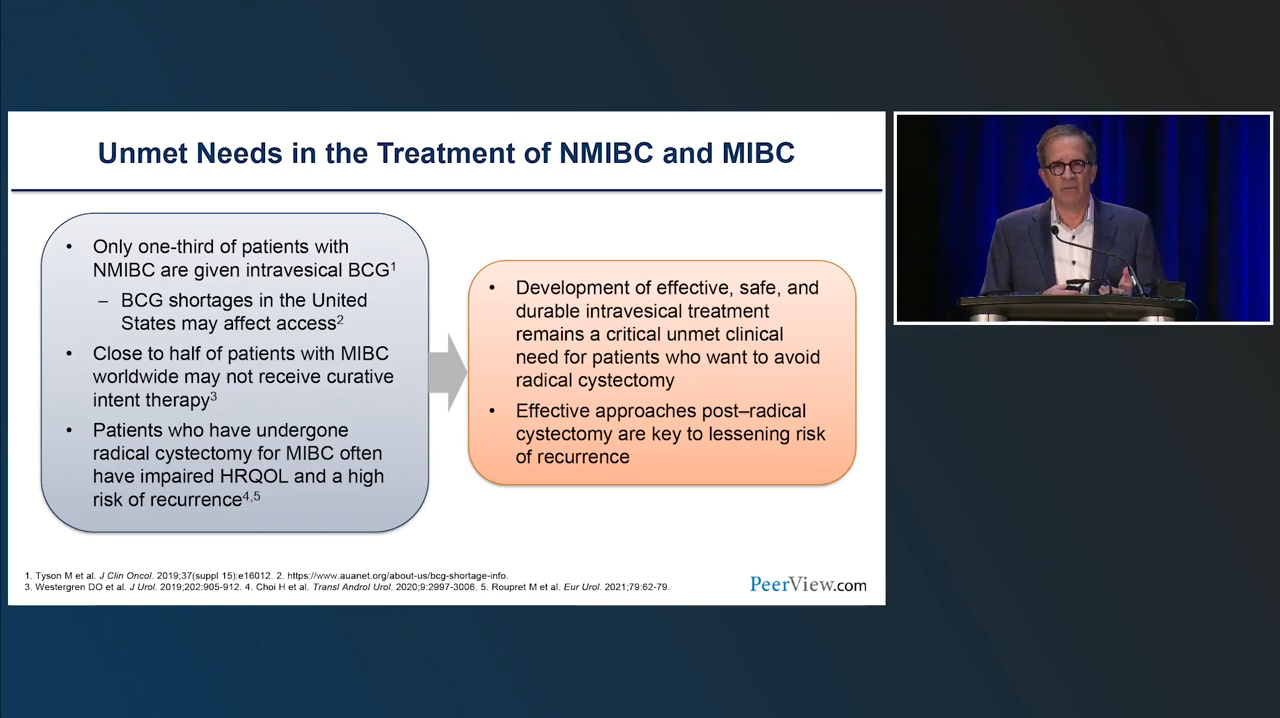 Unmet Needs in the Treatment of NMIBC and MIBC
• Only one-third of patients with
NMIBC are given intravesical BCG1
– BCG shortages in the United
States may affect access2
• Close to half of patients with MIBC
worldwide may not receive curative
intent therapy3
• Patients who have undergone
radical cystectomy for MIBC often
have impaired HRQOL and a high
risk of recurrence4,5
• Development of effective, safe, and
durable intravesical treatment
remains a critical unmet clinical
need for patients who want to avoid
radical cystectomy
• Effective approaches post–radical
cystectomy are key to lessening risk
of recurrence
1. Tyson M et al. J Clin Oncol. 2019;37(suppl 15):e16012. 2. https://www.auanet.org/about-us/bcg-shortage-info.
3. Westergren DO et al. J Urol. 2019;202:905-912. 4. Choi H et al. Transl Androl Urol. 2020;9:2997-3006. 5. Roupret M et al. Eur Urol. 2021;79:62-79.
PeerView.com